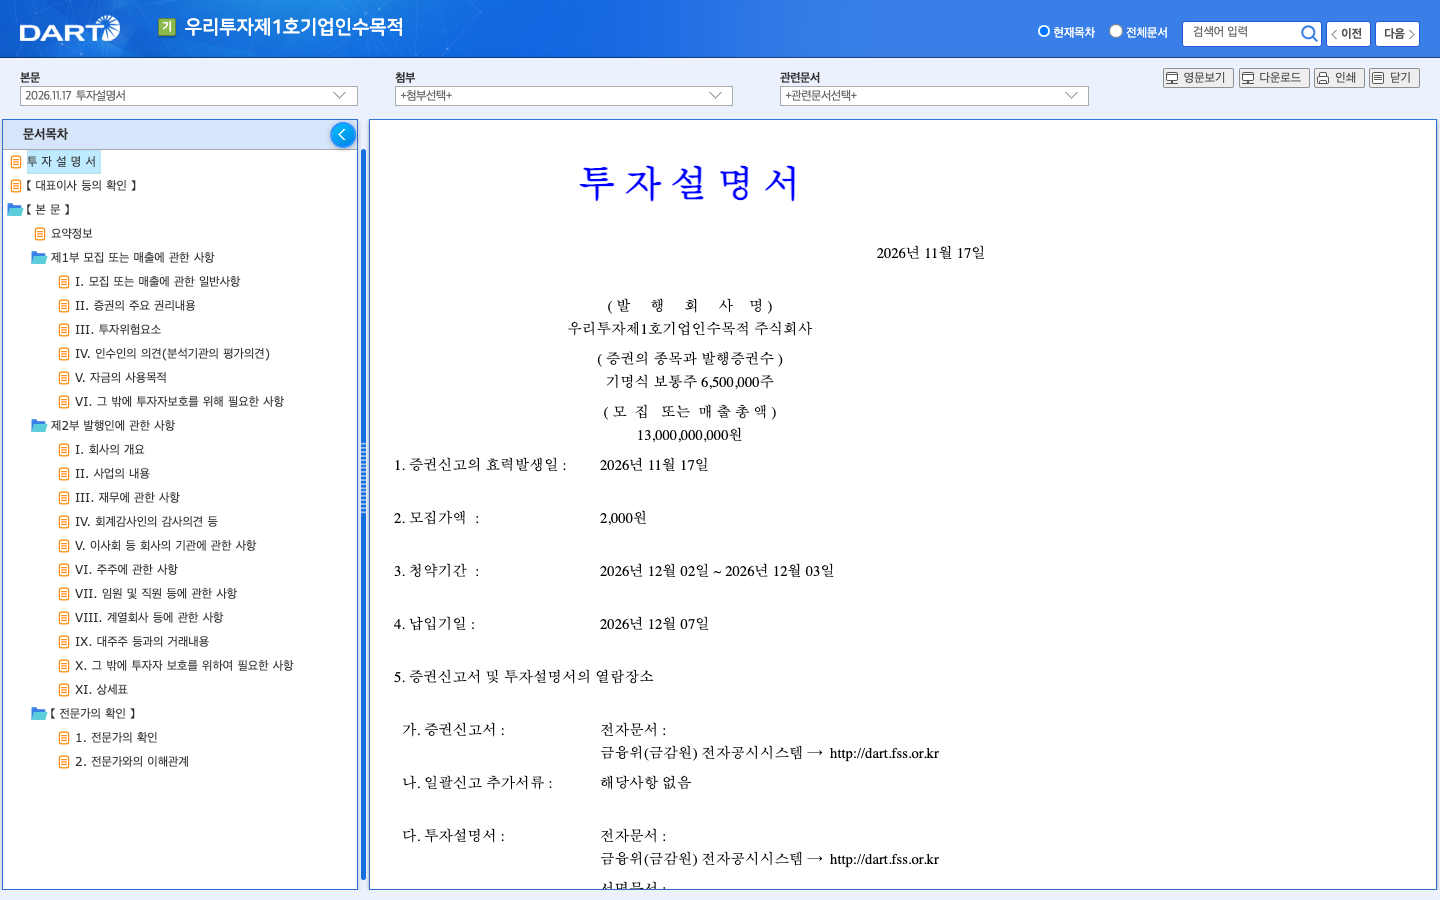 DART
기 우리투자제1호기업인수목적
현재목차 전체문서 검색어 입력 이전 다음
본문
2026.11.17 투자설명서
첨부
+첨부선택+
관련문서
+관련문서선택+
영문보기 다운로드 인쇄 닫기
문서목차
투 자 설 명 서
【 대표이사 등의 확인 】
【 본 문 】
요약정보
제1부 모집 또는 매출에 관한 사항
I. 모집 또는 매출에 관한 일반사항
II. 증권의 주요 권리내용
III. 투자위험요소
IV. 인수인의 의견(분석기관의 평가의견)
V. 자금의 사용목적
VI. 그 밖에 투자자보호를 위해 필요한 사항
제2부 발행인에 관한 사항
I. 회사의 개요
II. 사업의 내용
III. 재무에 관한 사항
IV. 회계감사인의 감사의견 등
V. 이사회 등 회사의 기관에 관한 사항
VI. 주주에 관한 사항
VII. 임원 및 직원 등에 관한 사항
VIII. 계열회사 등에 관한 사항
IX. 대주주 등과의 거래내용
X. 그 밖에 투자자 보호를 위하여 필요한 사항
XI. 상세표
【 전문가의 확인 】
1. 전문가의 확인
2. 전문가와의 이해관계
투 자 설 명 서
2026년 11월 17일
( 발 행 회 사 명 )
우리투자제1호기업인수목적 주식회사
( 증권의 종목과 발행증권수 )
기명식 보통주 6,500,000주
( 모 집 또는 매 출 총 액 )
13,000,000,000원
1. 증권신고의 효력발생일 : 2026년 11월 17일
2. 모집가액 : 2,000원
3. 청약기간 : 2026년 12월 02일 ~ 2026년 12월 03일
4. 납입기일 : 2026년 12월 07일
5. 증권신고서 및 투자설명서의 열람장소
가. 증권신고서 : 전자문서 :
금융위(금감원) 전자공시시스템 → http://dart.fss.or.kr
나. 일괄신고 추가서류 : 해당사항 없음
다. 투자설명서 : 전자문서 :
금융위(금감원) 전자공시시스템 → http://dart.fss.or.kr
서면문서 :